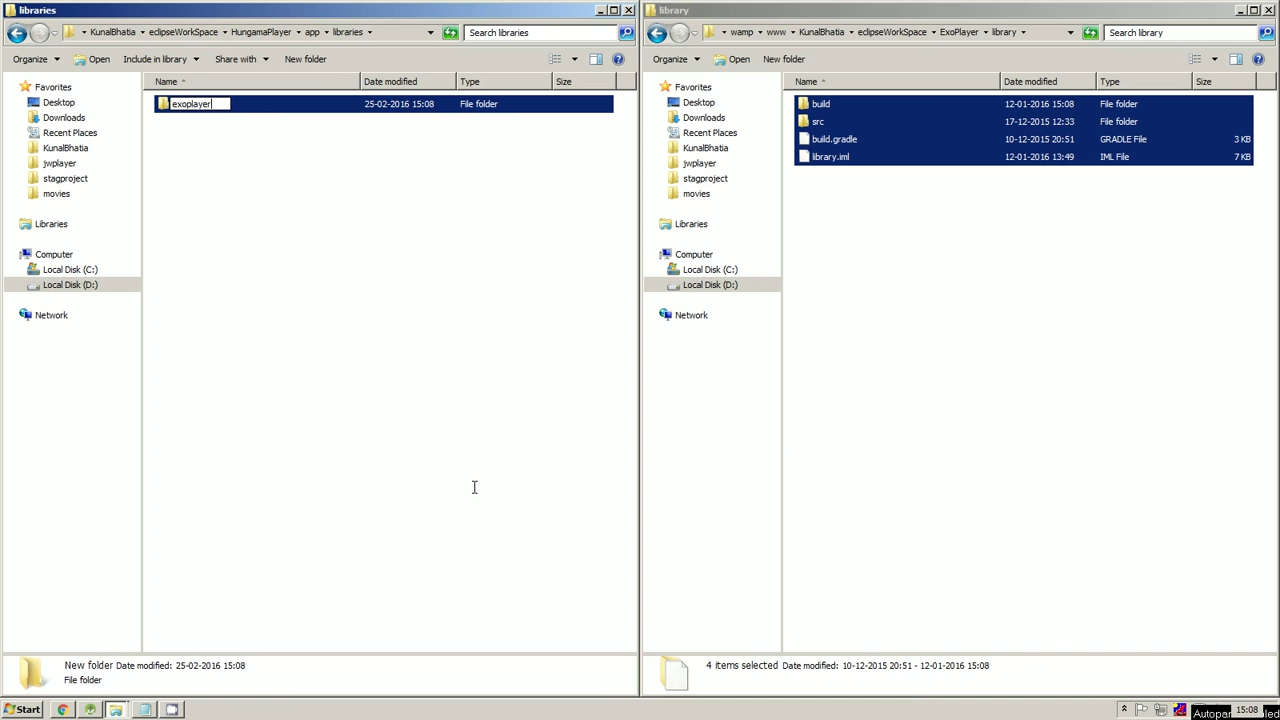 libraries
KunalBhatia eclipseWorkSpace HungamaPlayer app libraries Search libraries
Organize Open Include in library Share with New folder
Name Date modified Type Size
exoplayer 25-02-2016 15:08 File folder
Favorites
Desktop
Downloads
Recent Places
KunalBhatia
jwplayer
stagproject
movies
Libraries
Computer
Local Disk (C:)
Local Disk (D:)
Network
New folder Date modified: 25-02-2016 15:08
File folder
library
wamp www KunalBhatia eclipseWorkSpace ExoPlayer library Search library
Organize Open New folder
Name Date modified Type Size
build 12-01-2016 15:08 File folder
src 17-12-2015 12:33 File folder
build.gradle 10-12-2015 20:51 GRADLE File 3 KB
library.iml 12-01-2016 13:49 IML File 7 KB
Favorites
Desktop
Downloads
Recent Places
KunalBhatia
jwplayer
stagproject
movies
Libraries
Computer
Local Disk (C:)
Local Disk (D:)
Network
4 items selected Date modified: 10-12-2015 20:51 - 12-01-2016 15:08
Start 15:08